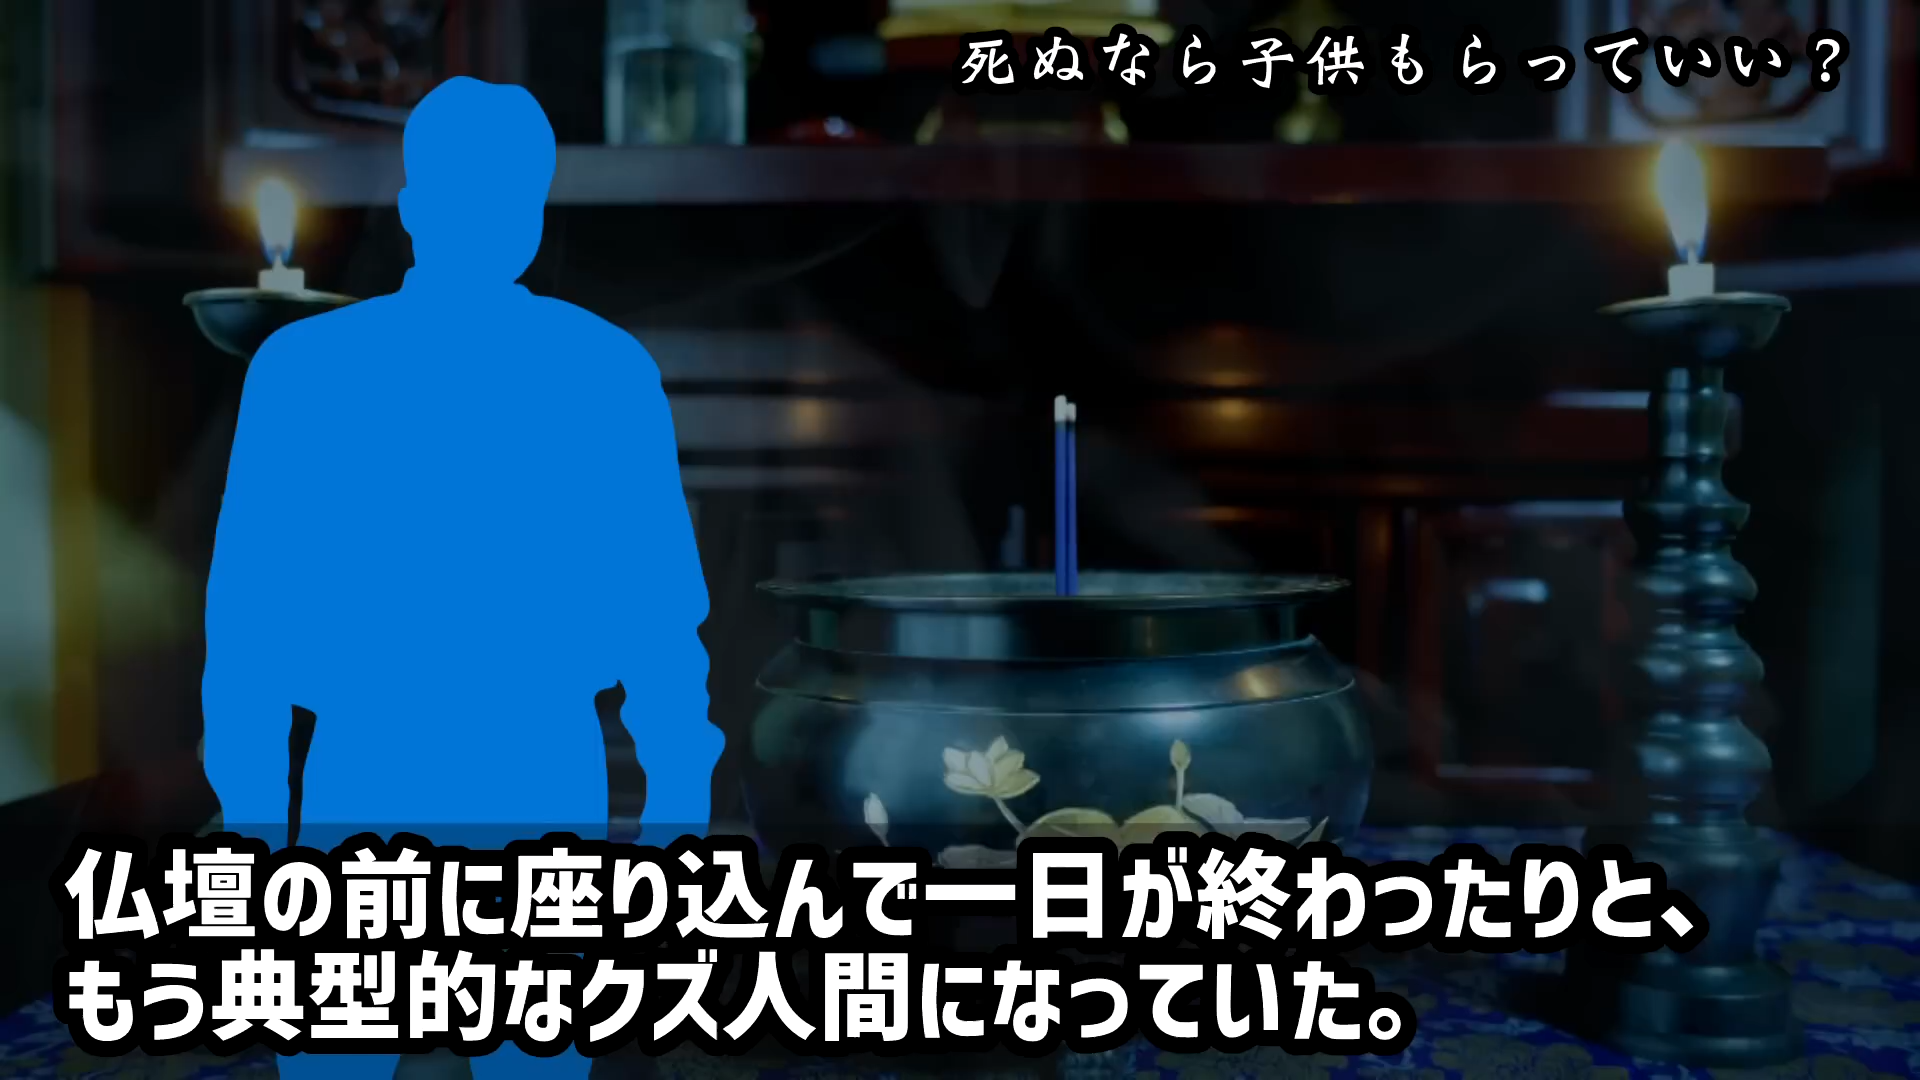 死ぬなら子供もらっていい？
仏壇の前に座り込んで一日が終わったりと、
もう典型的なクズ人間になっていた。